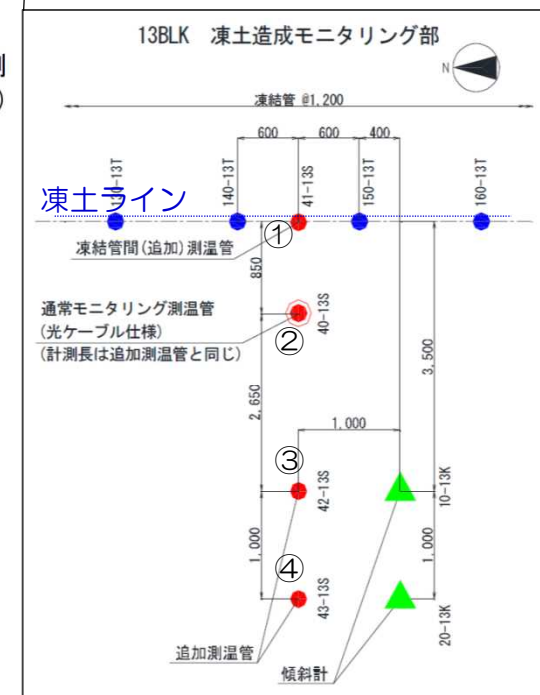 13BLK 凍土造成モニタリング部
測
)
N
凍結管 @1,200
600
600
400
130-13T
140-13T
41-13S
150-13T
160-13T
凍土ライン
①
凍結管間(追加)測温管
850
通常モニタリング測温管
(光ケーブル仕様)
(計測長は追加測温管と同じ)
40-13S
②
3,500
2,650
1,000
③
42-13S
10-13K
1,000
1,000
④
43-13S
20-13K
追加測温管
傾斜計